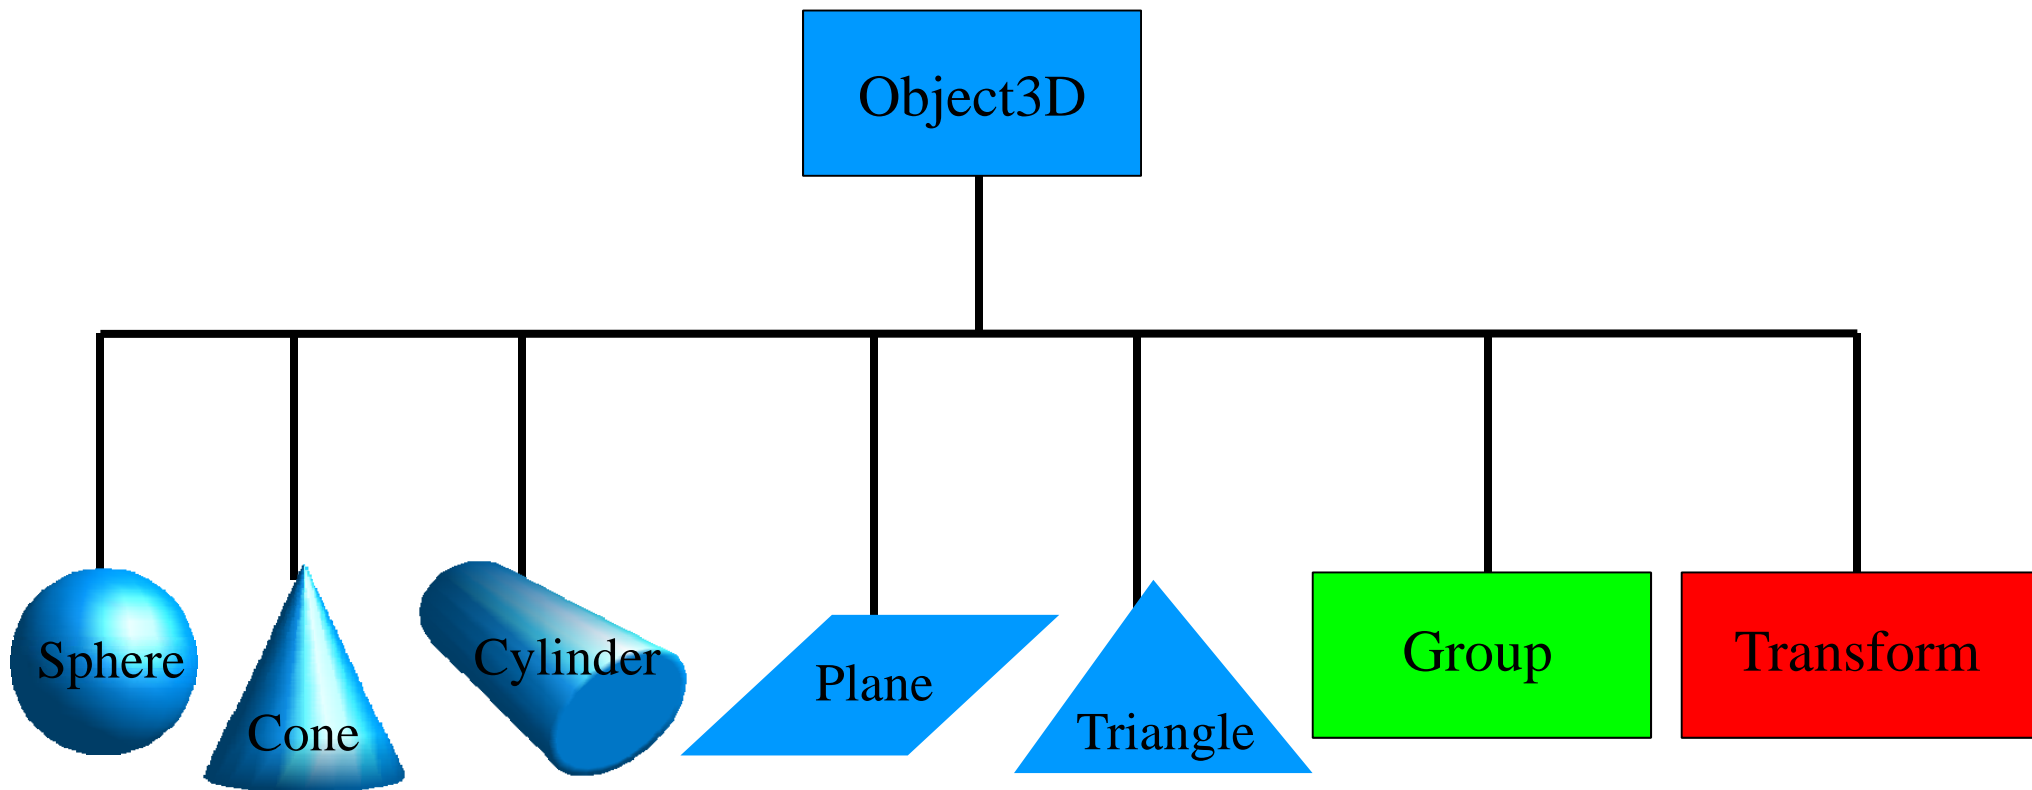 Object3D
Sphere
Cone
Cylinder
Plane
Triangle
Group
Transform